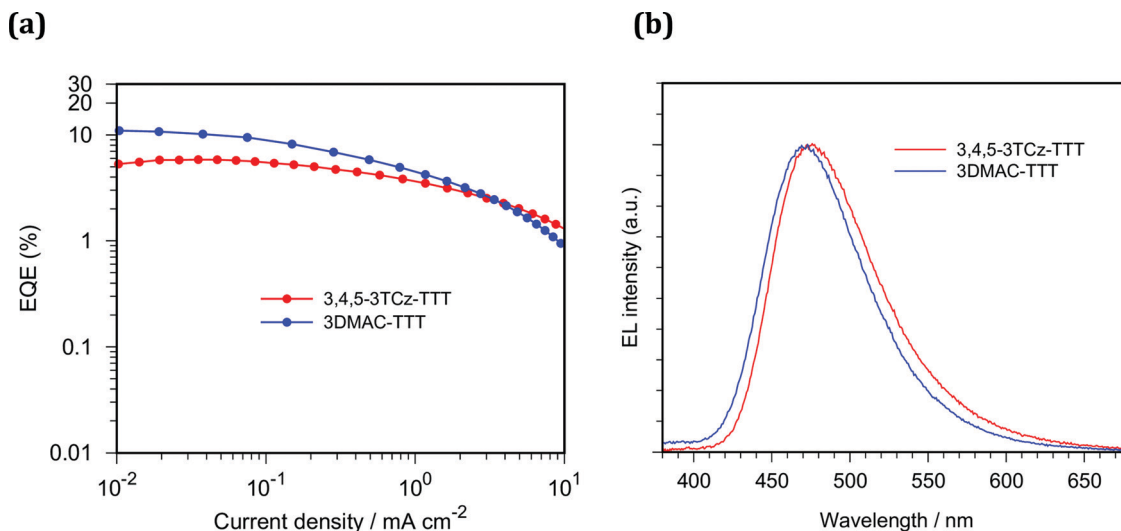 (a)
(b)
30
20
10
1
0.1
0.01
EQE (%)
3,4,5-3TCz-TTT
3DMAC-TTT
10⁻² 10⁻¹ 10⁰ 10¹
Current density / mA cm⁻²
EL intensity (a.u.)
3,4,5-3TCz-TTT
3DMAC-TTT
400 450 500 550 600 650
Wavelength / nm